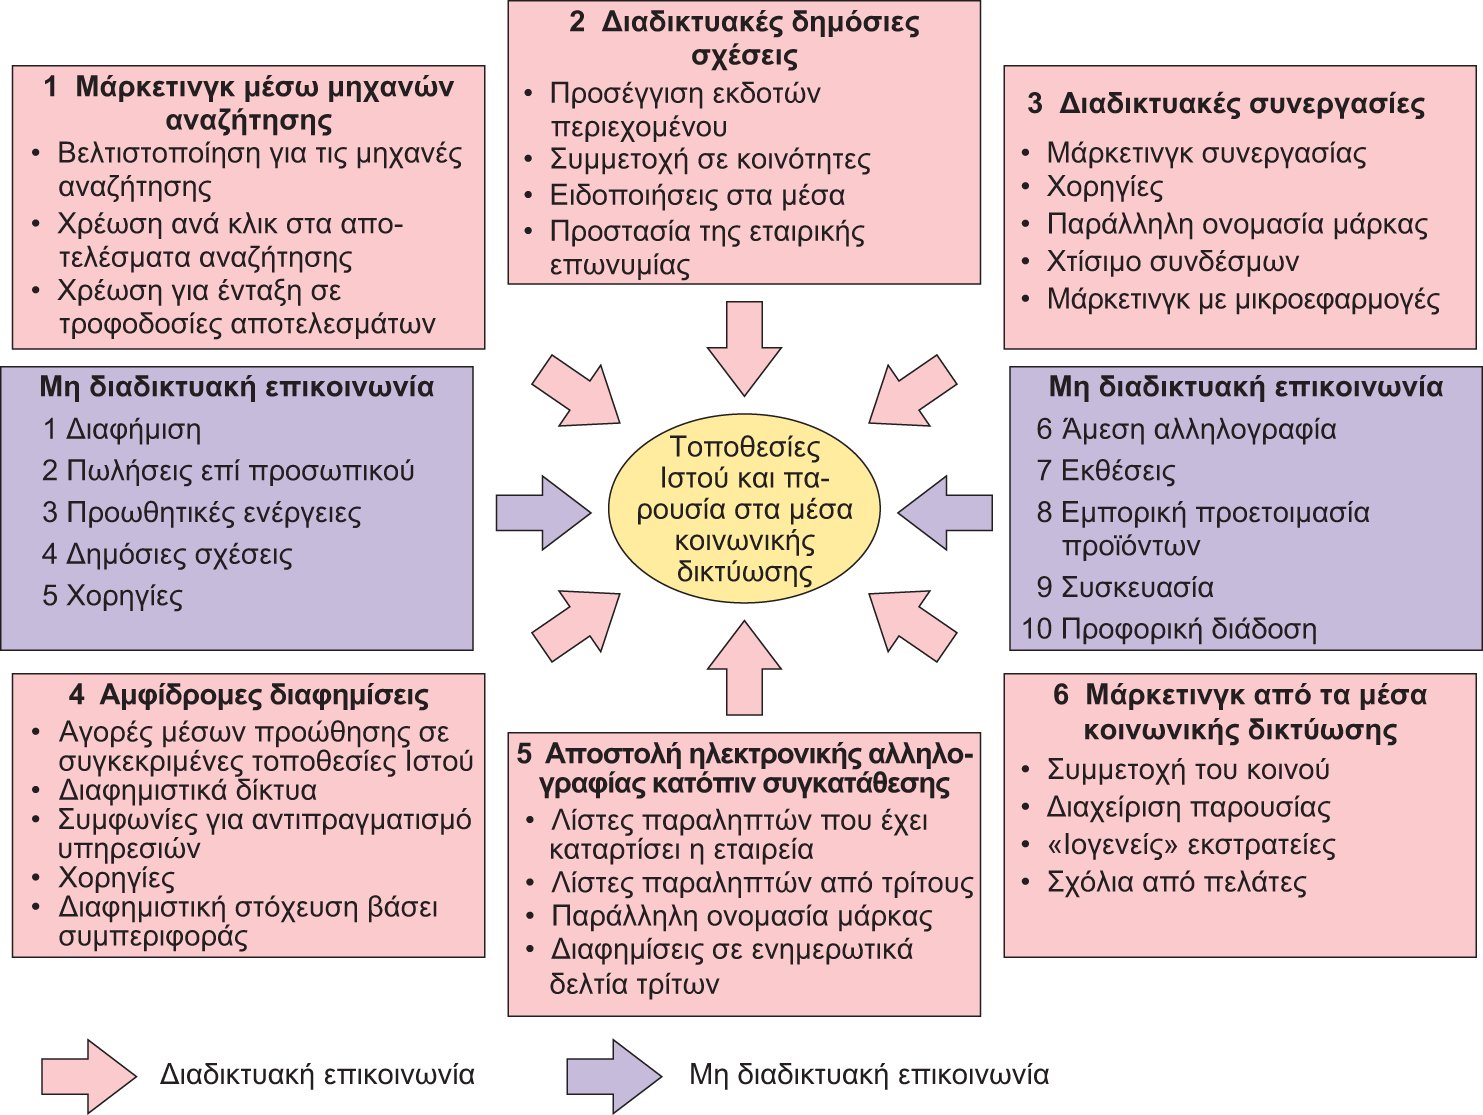 1 Μάρκετινγκ μέσω μηχανών
αναζήτησης
• Βελτιστοποίηση για τις μηχανές
αναζήτησης
• Χρέωση ανά κλικ στα απο-
τελέσματα αναζήτησης
• Χρέωση για ένταξη σε
τροφοδοσίες αποτελεσμάτων
2 Διαδικτυακές δημόσιες
σχέσεις
• Προσέγγιση εκδοτών
περιεχομένου
• Συμμετοχή σε κοινότητες
• Ειδοποιήσεις στα μέσα
• Προστασία της εταιρικής
επωνυμίας
3 Διαδικτυακές συνεργασίες
• Μάρκετινγκ συνεργασίας
• Χορηγίες
• Παράλληλη ονομασία μάρκας
• Χτίσιμο συνδέσμων
• Μάρκετινγκ με μικροεφαρμογές
Μη διαδικτυακή επικοινωνία
1 Διαφήμιση
2 Πωλήσεις επί προσωπικού
3 Προωθητικές ενέργειες
4 Δημόσιες σχέσεις
5 Χορηγίες
Τοποθεσίες
Ιστού και πα-
ρουσία στα μέσα
κοινωνικής
δικτύωσης
Μη διαδικτυακή επικοινωνία
6 Άμεση αλληλογραφία
7 Εκθέσεις
8 Εμπορική προετοιμασία
προϊόντων
9 Συσκευασία
10 Προφορική διάδοση
4 Αμφίδρομες διαφημίσεις
• Αγορές μέσων προώθησης σε
συγκεκριμένες τοποθεσίες Ιστού
• Διαφημιστικά δίκτυα
• Συμφωνίες για αντιπραγματισμό
υπηρεσιών
• Χορηγίες
• Διαφημιστική στόχευση βάσει
συμπεριφοράς
5 Αποστολή ηλεκτρονικής αλληλο-
γραφίας κατόπιν συγκατάθεσης
• Λίστες παραληπτών που έχει
καταρτίσει η εταιρεία
• Λίστες παραληπτών από τρίτους
• Παράλληλη ονομασία μάρκας
• Διαφημίσεις σε ενημερωτικά
δελτία τρίτων
6 Μάρκετινγκ από τα μέσα
κοινωνικής δικτύωσης
• Συμμετοχή του κοινού
• Διαχείριση παρουσίας
• «Ιογενείς» εκστρατείες
• Σχόλια από πελάτες
Διαδικτυακή επικοινωνία
Μη διαδικτυακή επικοινωνία